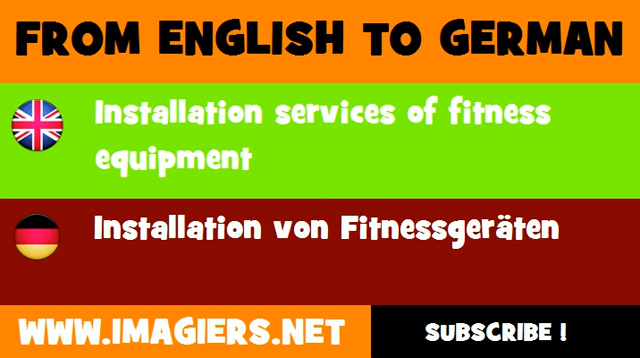 FROM ENGLISH TO GERMAN
Installation services of fitness
equipment
Installation von Fitnessgeräten
WWW.IMAGIERS.NET
SUBSCRIBE !